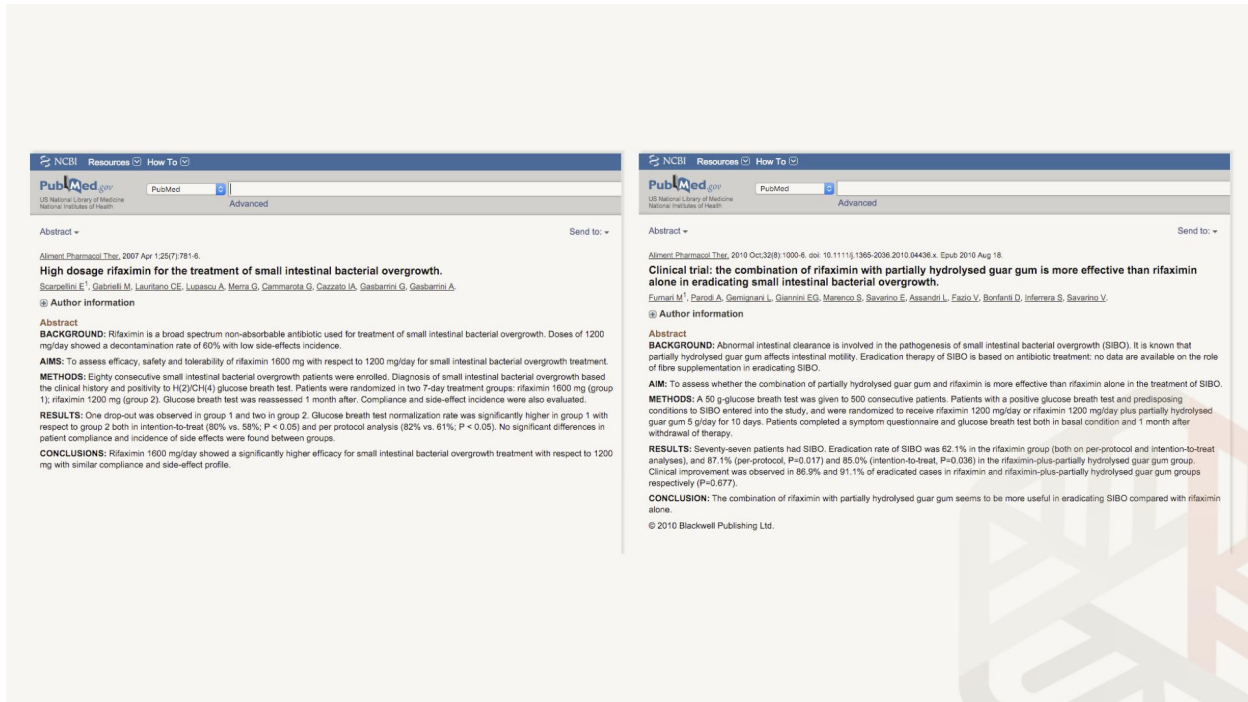 NCBI Resources How To
PubMed.gov
US National Library of Medicine
National Institutes of Health
PubMed
Advanced
Abstract
Send to:
Aliment Pharmacol Ther. 2007 Apr 1;25(7):781-6.
High dosage rifaximin for the treatment of small intestinal bacterial overgrowth.
Scarpellini E1, Gabrielli M, Lauritano CE, Lupascu A, Merra G, Cammarota G, Cazzato IA, Gasbarrini G, Gasbarrini A.
Author information
Abstract
BACKGROUND: Rifaximin is a broad spectrum non-absorbable antibiotic used for treatment of small intestinal bacterial overgrowth. Doses of 1200
mg/day showed a decontamination rate of 60% with low side-effects incidence.
AIMS: To assess efficacy, safety and tolerability of rifaximin 1600 mg with respect to 1200 mg/day for small intestinal bacterial overgrowth treatment.
METHODS: Eighty consecutive small intestinal bacterial overgrowth patients were enrolled. Diagnosis of small intestinal bacterial overgrowth based
the clinical history and positivity to H(2)/CH(4) glucose breath test. Patients were randomized in two 7-day treatment groups: rifaximin 1600 mg (group
1); rifaximin 1200 mg (group 2). Glucose breath test was reassessed 1 month after. Compliance and side-effect incidence were also evaluated.
RESULTS: One drop-out was observed in group 1 and two in group 2. Glucose breath test normalization rate was significantly higher in group 1 with
respect to group 2 both in intention-to-treat (80% vs. 58%; P < 0.05) and per protocol analysis (82% vs. 61%; P < 0.05). No significant differences in
patient compliance and incidence of side effects were found between groups.
CONCLUSIONS: Rifaximin 1600 mg/day showed a significantly higher efficacy for small intestinal bacterial overgrowth treatment with respect to 1200
mg with similar compliance and side-effect profile.
NCBI Resources How To
PubMed.gov
US National Library of Medicine
National Institutes of Health
PubMed
Advanced
Abstract
Send to:
Aliment Pharmacol Ther. 2010 Oct;32(8):1000-6. doi: 10.1111/j.1365-2036.2010.04436.x. Epub 2010 Aug 18.
Clinical trial: the combination of rifaximin with partially hydrolysed guar gum is more effective than rifaximin
alone in eradicating small intestinal bacterial overgrowth.
Furnari M1, Parodi A, Gemignani L, Giannini EG, Marenco S, Savarino E, Assandri L, Fazio V, Bonfanti D, Inferrera S, Savarino V.
Author information
Abstract
BACKGROUND: Abnormal intestinal clearance is involved in the pathogenesis of small intestinal bacterial overgrowth (SIBO). It is known that
partially hydrolysed guar gum affects intestinal motility. Eradication therapy of SIBO is based on antibiotic treatment: no data are available on the role
of fibre supplementation in eradicating SIBO.
AIM: To assess whether the combination of partially hydrolysed guar gum and rifaximin is more effective than rifaximin alone in the treatment of SIBO.
METHODS: A 50 g-glucose breath test was given to 500 consecutive patients. Patients with a positive glucose breath test and predisposing
conditions to SIBO entered into the study, and were randomized to receive rifaximin 1200 mg/day or rifaximin 1200 mg/day plus partially hydrolysed
guar gum 5 g/day for 10 days. Patients completed a symptom questionnaire and glucose breath test both in basal condition and 1 month after
withdrawal of therapy.
RESULTS: Seventy-seven patients had SIBO. Eradication rate of SIBO was 62.1% in the rifaximin group (both on per-protocol and intention-to-treat
analyses), and 87.1% (per-protocol, P=0.017) and 85.0% (intention-to-treat, P=0.036) in the rifaximin-plus-partially hydrolysed guar gum group.
Clinical improvement was observed in 86.9% and 91.1% of eradicated cases in rifaximin and rifaximin-plus-partially hydrolysed guar gum groups
respectively (P=0.677).
CONCLUSION: The combination of rifaximin with partially hydrolysed guar gum seems to be more useful in eradicating SIBO compared with rifaximin
alone.
© 2010 Blackwell Publishing Ltd.